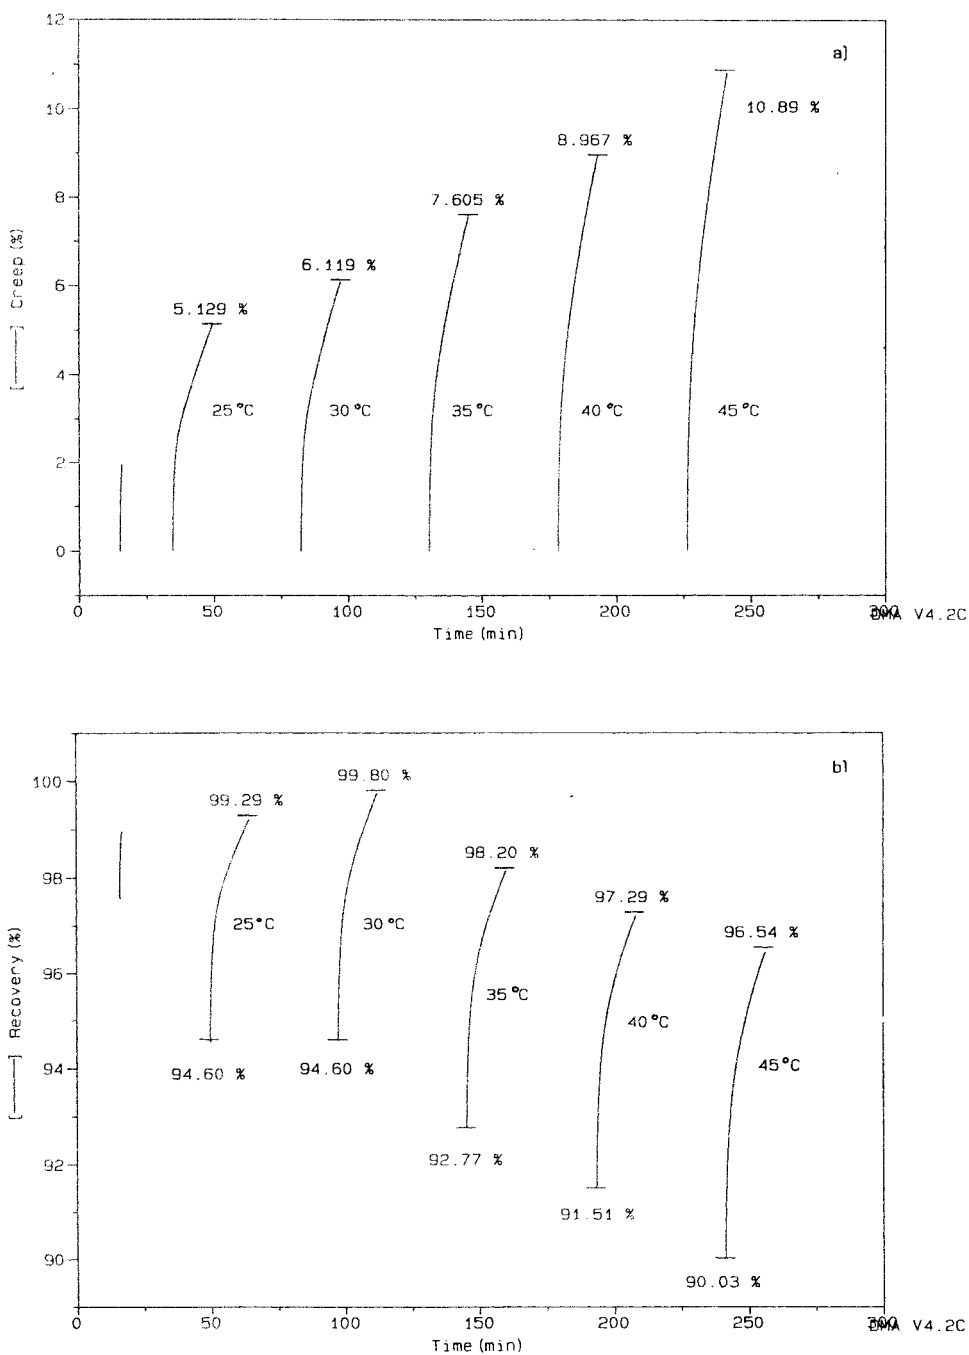 12
a)
10
10.89 %
8.967 %
8
7.605 %
6.119 %
6
5.129 %
4
25°C
30°C
35°C
40°C
45°C
2
0
[———] Creep (%)
0
50
100
150
200
250
300
DMA V4.2C
Time (min)
b)
100
99.29 %
99.80 %
98.20 %
98
97.29 %
96.54 %
25°C
30°C
96
35°C
40°C
94
94.60 %
94.60 %
45°C
92
92.77 %
91.51 %
90
90.03 %
[———] Recovery (%)
0
50
100
150
200
250
300
DMA V4.2C
Time (min)